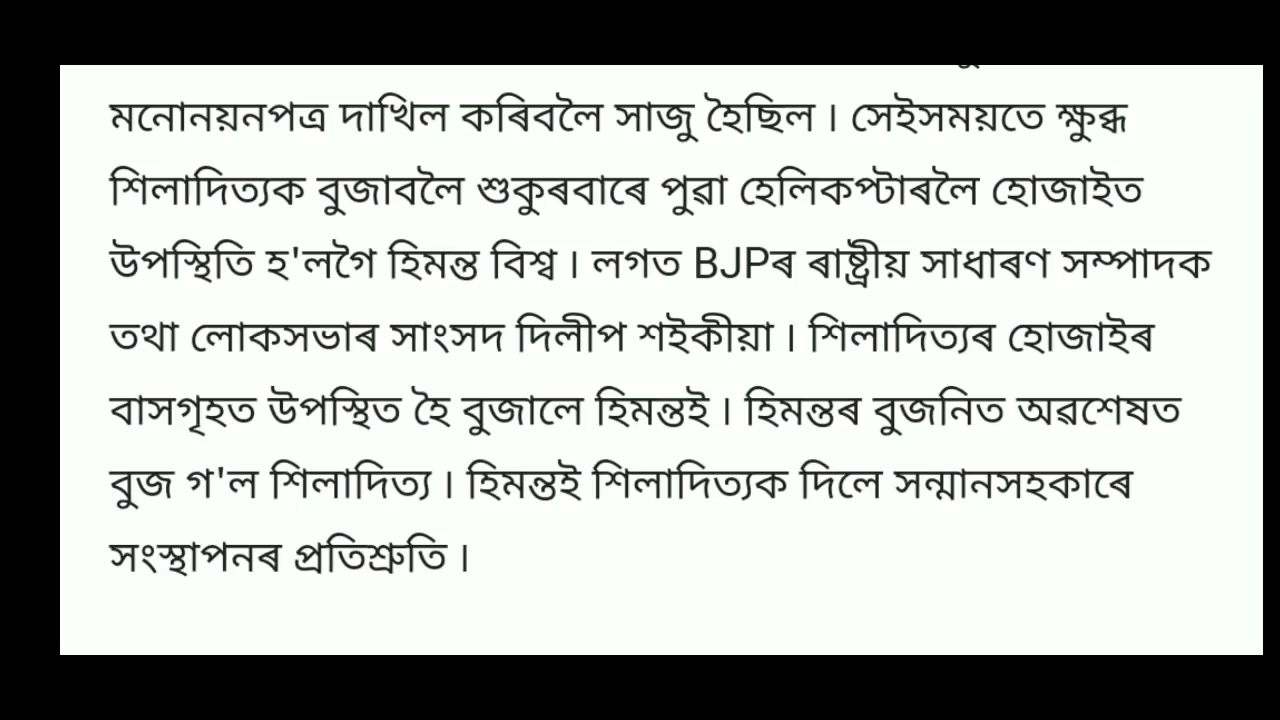 মনোনয়নপত্ৰ দাখিল কৰিবলৈ সাজু হৈছিল । সেইসময়তে ক্ষুব্ধ
শিলাদিত্যক বুজাবলৈ শুকুৰবাৰে পুৱা হেলিকপ্টাৰলৈ হোজাইত
উপস্থিতি হ'লগৈ হিমন্ত বিশ্ব । লগত BJPৰ ৰাষ্ট্ৰীয় সাধাৰণ সম্পাদক
তথা লোকসভাৰ সাংসদ দিলীপ শইকীয়া । শিলাদিত্যৰ হোজাইৰ
বাসগৃহত উপস্থিত হৈ বুজালে হিমন্তই । হিমন্তৰ বুজনিত অৱশেষত
বুজ গ'ল শিলাদিত্য । হিমন্তই শিলাদিত্যক দিলে সন্মানসহকাৰে
সংস্থাপনৰ প্ৰতিশ্ৰুতি ।